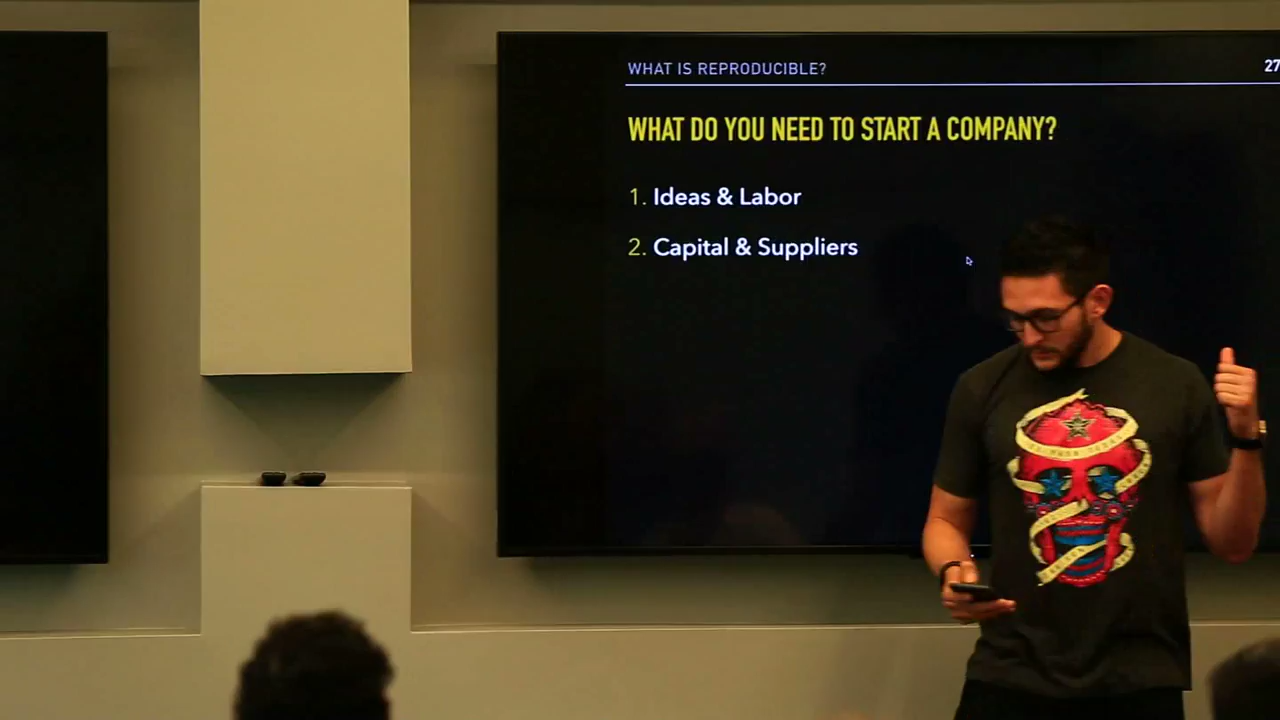 WHAT IS REPRODUCIBLE?
27
WHAT DO YOU NEED TO START A COMPANY?
1. Ideas & Labor
2. Capital & Suppliers